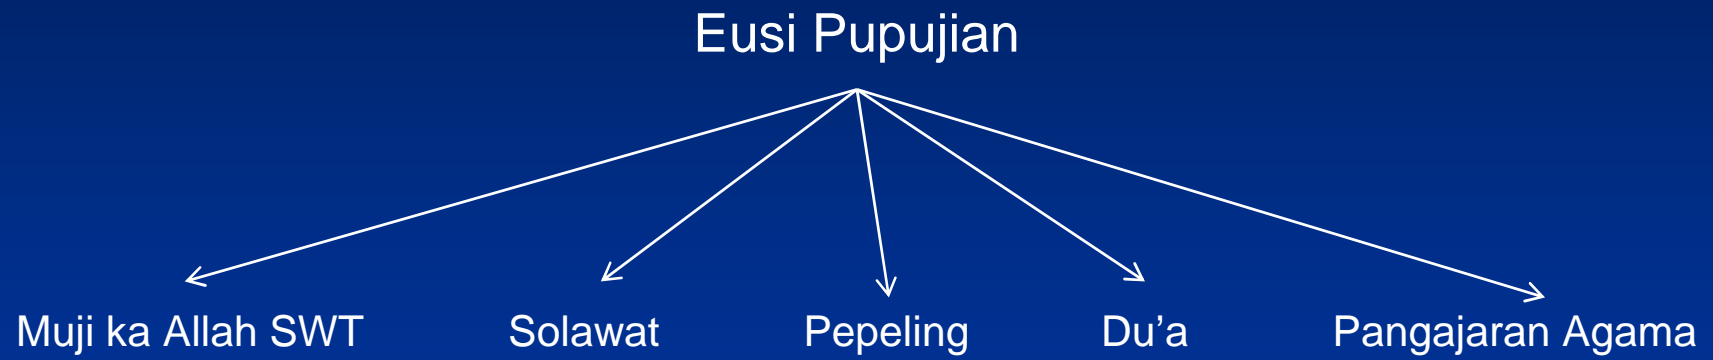 Eusi Pupujian
Muji ka Allah SWT
Solawat
Pepeling
Du’a
Pangajaran Agama